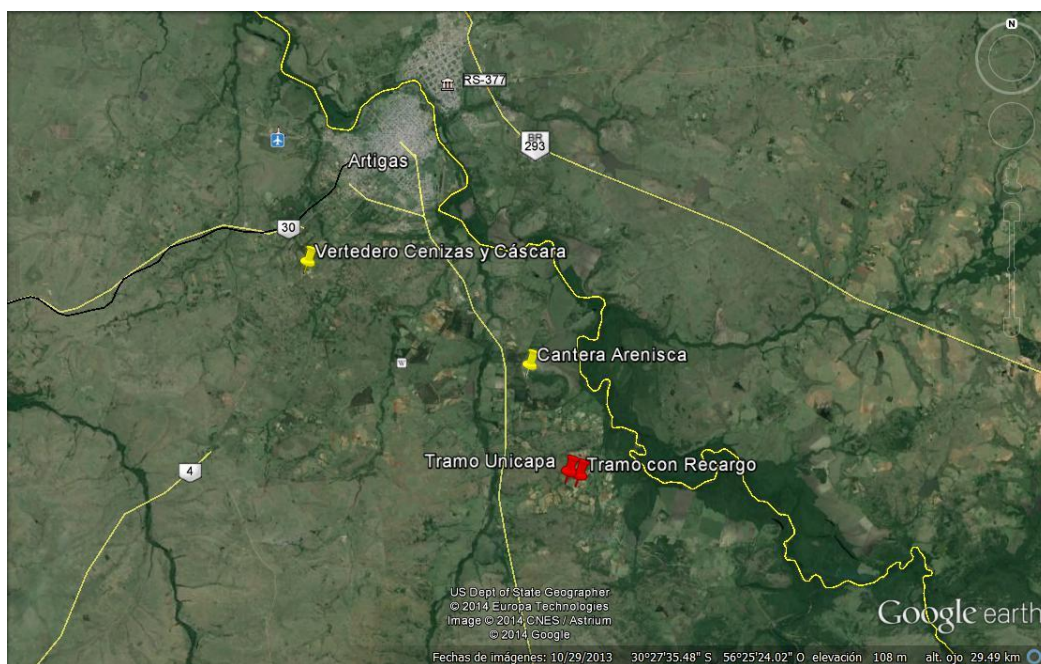 N
RS-377
BR
293
Artigas
30
Vertedero Cenizas y Cáscara
Cantera Arenisca
Tramo Unicapa
Tramo con Recargo
4
US Dept of State Geographer
© 2014 Europa Technologies
Image © 2014 CNES / Astrium
© 2014 Google
Google earth
Fechas de imágenes: 10/29/2013 30°27'35.48" S 56°25'24.02" O elevación 108 m alt. ojo 29.49 km